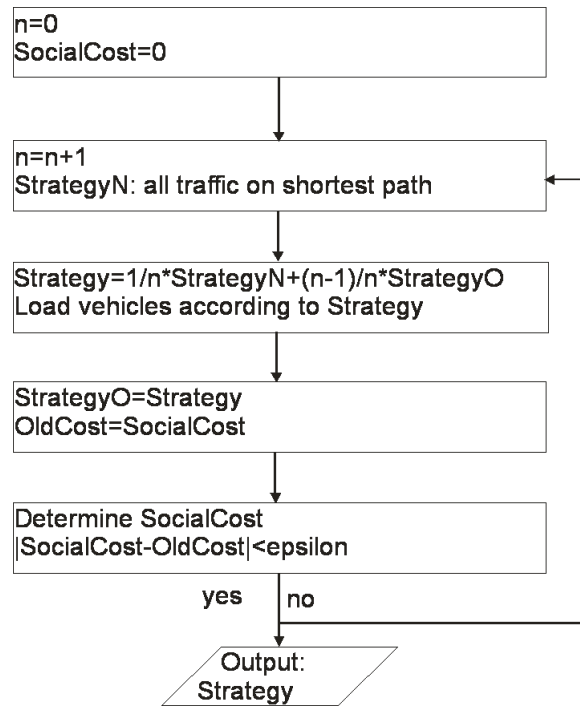 n=0
SocialCost=0
n=n+1
StrategyN: all traffic on shortest path
Strategy=1/n*StrategyN+(n-1)/n*StrategyO
Load vehicles according to Strategy
StrategyO=Strategy
OldCost=SocialCost
Determine SocialCost
|SocialCost-OldCost|<epsilon
yes no
Output:
Strategy